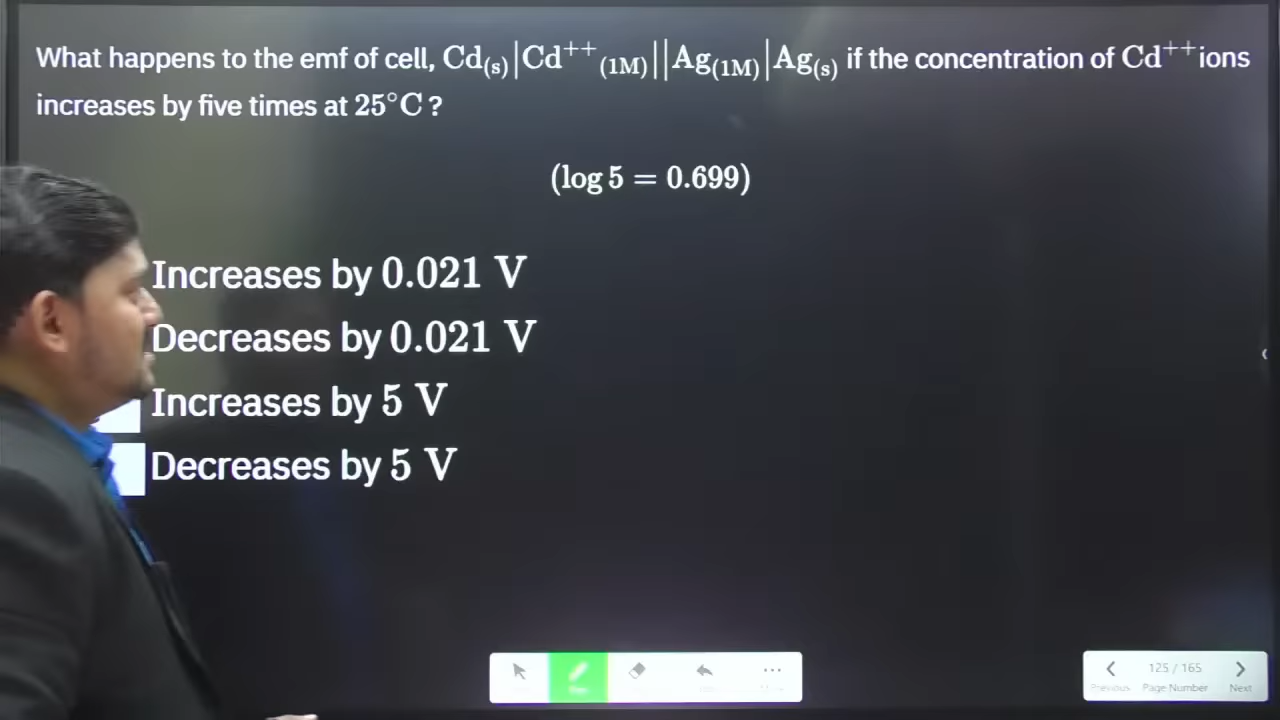 What happens to the emf of cell, Cd(s)|Cd⁺⁺(1M)||Ag(1M)|Ag(s) if the concentration of Cd⁺⁺ions
increases by five times at 25°C?
(log 5 = 0.699)
Increases by 0.021 V
Decreases by 0.021 V
Increases by 5 V
Decreases by 5 V
125 / 165
Previous Page Number Next